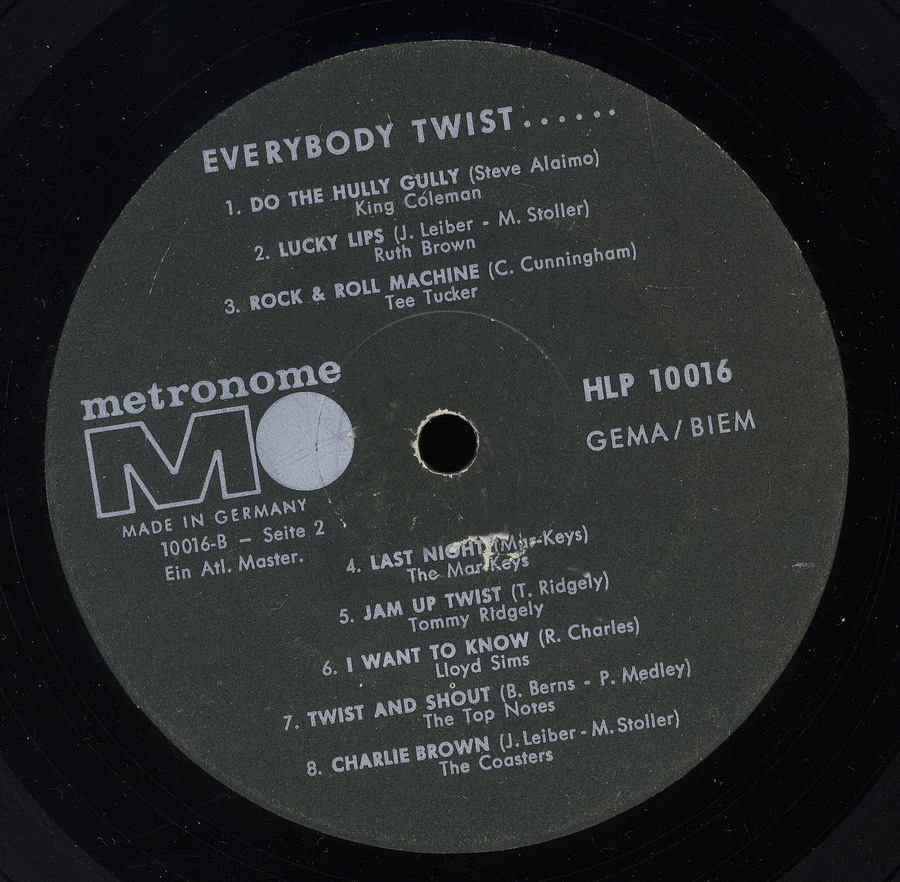 EVERYBODY TWIST......
1. DO THE HULLY GULLY (Steve Alaimo)
King Coleman
2. LUCKY LIPS (J. Leiber - M. Stoller)
Ruth Brown
3. ROCK & ROLL MACHINE (C. Cunningham)
Tee Tucker
metronome
MO
MADE IN GERMANY
10016-B — Seite 2
Ein Atl. Master.
HLP 10016
GEMA/BIEM
4. LAST NIGHT (Mar-Keys)
The Mar-Keys
5. JAM UP TWIST (T. Ridgely)
Tommy Ridgely
6. I WANT TO KNOW (R. Charles)
Lloyd Sims
7. TWIST AND SHOUT (B. Berns - P. Medley)
The Top Notes
8. CHARLIE BROWN (J. Leiber - M. Stoller)
The Coasters